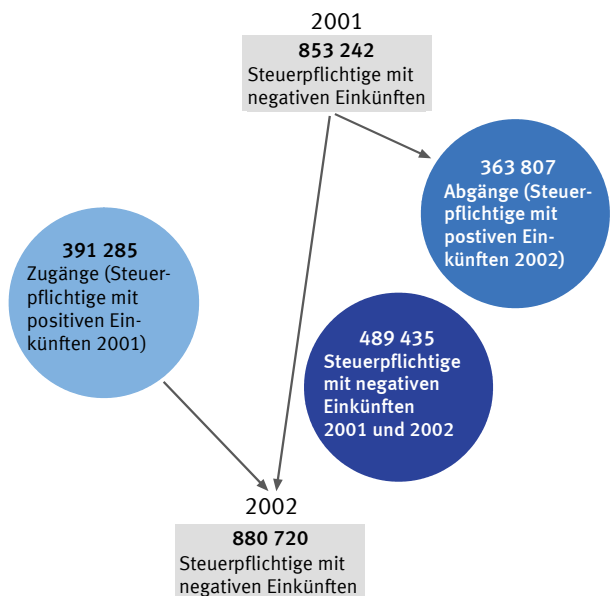 2001
853 242
Steuerpflichtige mit
negativen Einkünften
363 807
Abgänge (Steuer-
pflichtige mit
postiven Ein-
künften 2002)
391 285
Zugänge (Steuer-
pflichtige mit
positiven Ein-
künften 2001)
489 435
Steuerpflichtige
mit negativen
Einkünften
2001 und 2002
2002
880 720
Steuerpflichtige mit
negativen Einkünften